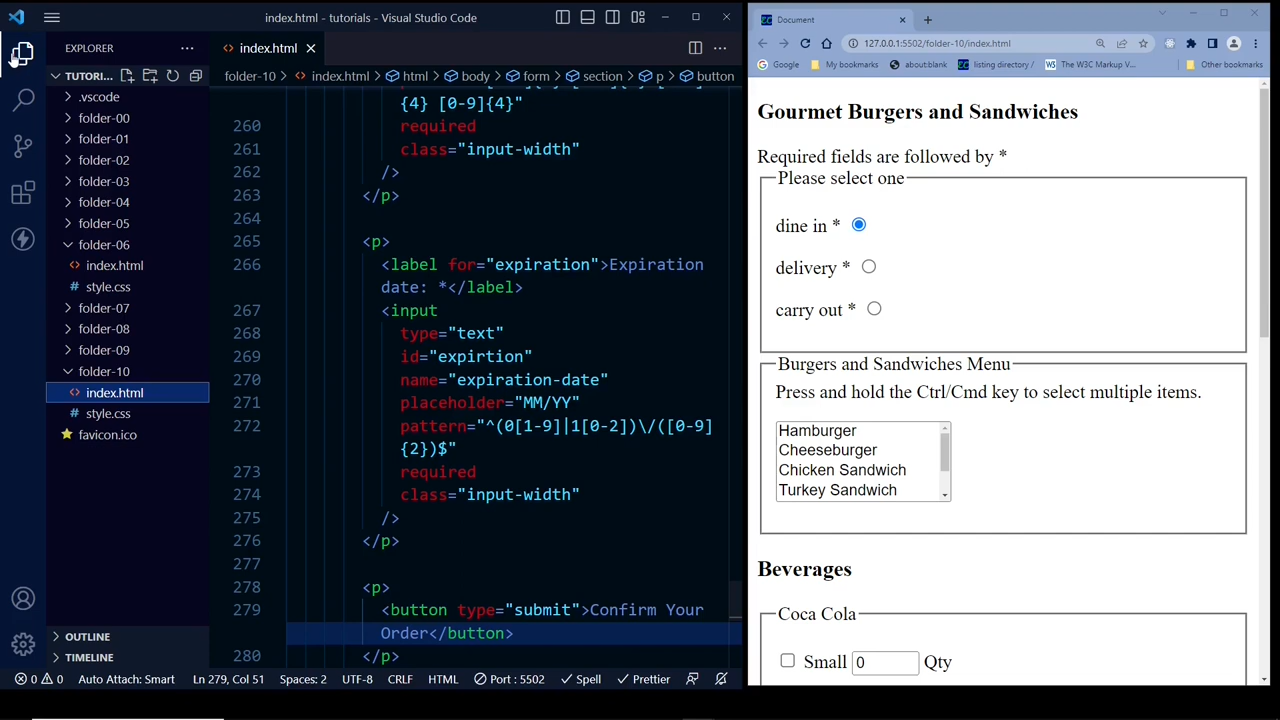 index.html - tutorials - Visual Studio Code
EXPLORER
TUTORI...
.vscode
folder-00
folder-01
folder-02
folder-03
folder-04
folder-05
folder-06
index.html
style.css
folder-07
folder-08
folder-09
folder-10
index.html
style.css
favicon.ico
OUTLINE
TIMELINE
index.html
folder-10 > index.html > html > body > form > section > p > button
{4} [0-9]{4}"
260 required
261 class="input-width"
262 />
263 </p>
264
265 <p>
266 <label for="expiration">Expiration
date: *</label>
267 <input
268 type="text"
269 id="expirtion"
270 name="expiration-date"
271 placeholder="MM/YY"
272 pattern="^(0[1-9]|1[0-2])\/([0-9]
{2})$"
273 required
274 class="input-width"
275 />
276 </p>
277
278 <p>
279 <button type="submit">Confirm Your
Order</button>
280 </p>
0 0 Auto Attach: Smart Ln 279, Col 51 Spaces: 2 UTF-8 CRLF HTML Port : 5502 Spell Prettier
Document
127.0.0.1:5502/folder-10/index.html
Google My bookmarks about:blank listing directory / The W3C Markup V... Other bookmarks
Gourmet Burgers and Sandwiches
Required fields are followed by *
Please select one
dine in *
delivery *
carry out *
Burgers and Sandwiches Menu
Press and hold the Ctrl/Cmd key to select multiple items.
Hamburger
Cheeseburger
Chicken Sandwich
Turkey Sandwich
Beverages
Coca Cola
Small 0 Qty